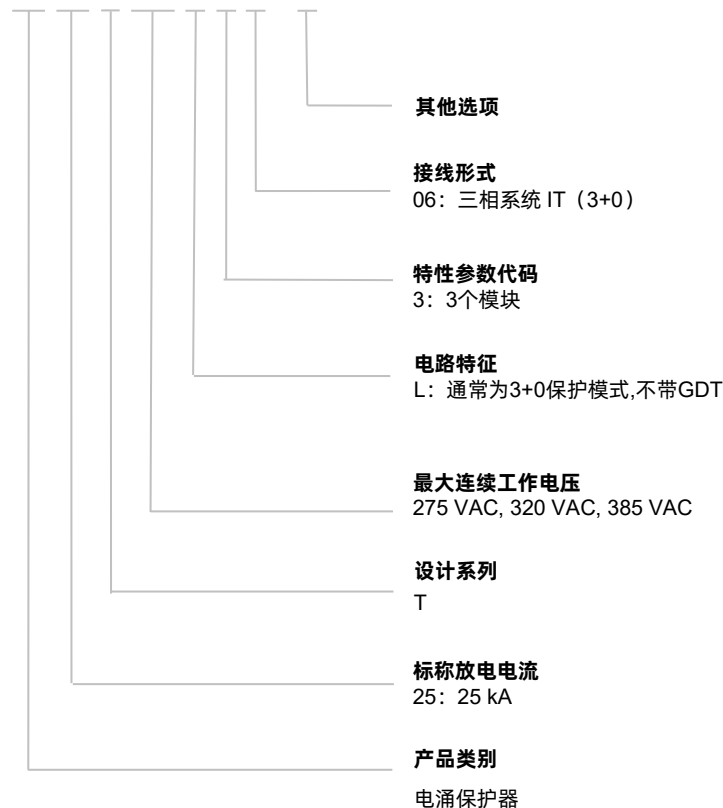 其他选项
接线形式
06：三相系统 IT（3+0）
特性参数代码
3：3个模块
电路特征
L：通常为3+0保护模式,不带GDT
最大连续工作电压
275 VAC, 320 VAC, 385 VAC
设计系列
T
标称放电电流
25：25 kA
产品类别
电涌保护器